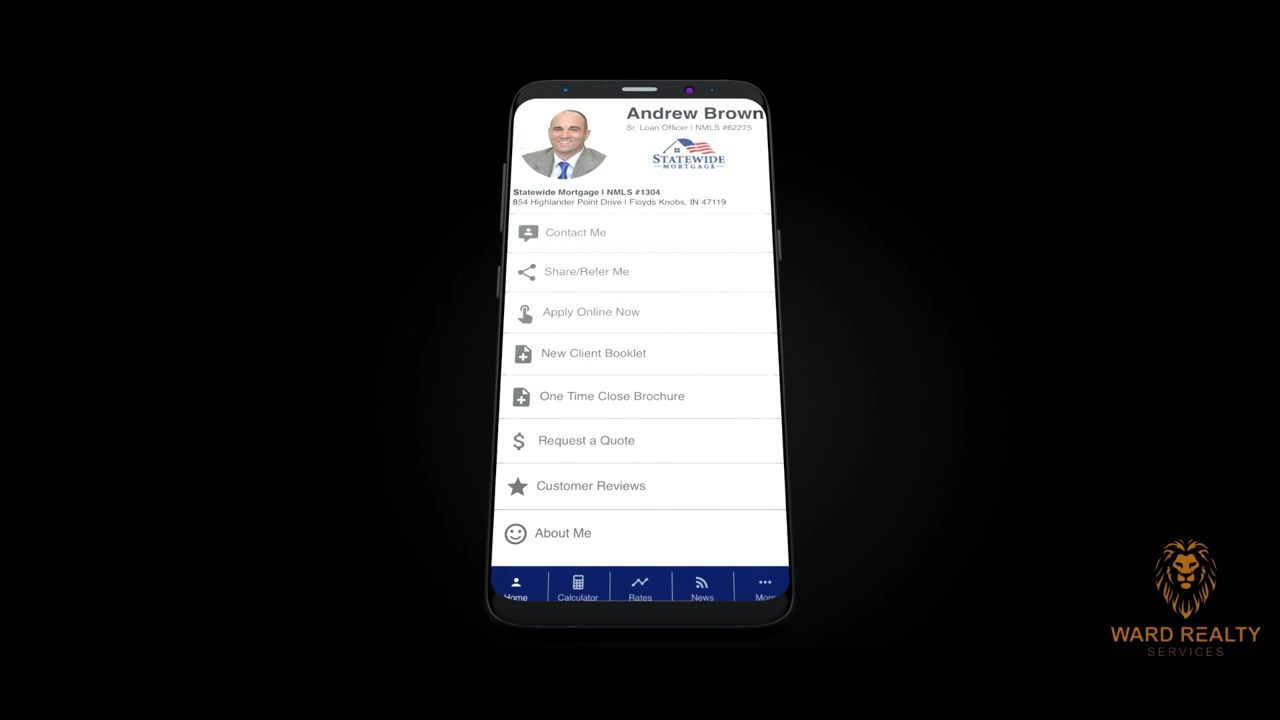 Andrew Brown
Sr. Loan Officer | NMLS #62275
STATEWIDE
MORTGAGE
Statewide Mortgage | NMLS #1304
854 Highlander Point Drive | Floyds Knobs, IN 47119
Contact Me
Share/Refer Me
Apply Online Now
New Client Booklet
One Time Close Brochure
Request a Quote
Customer Reviews
About Me
Home
Calculator
Rates
News
More
WARD REALTY
SERVICES